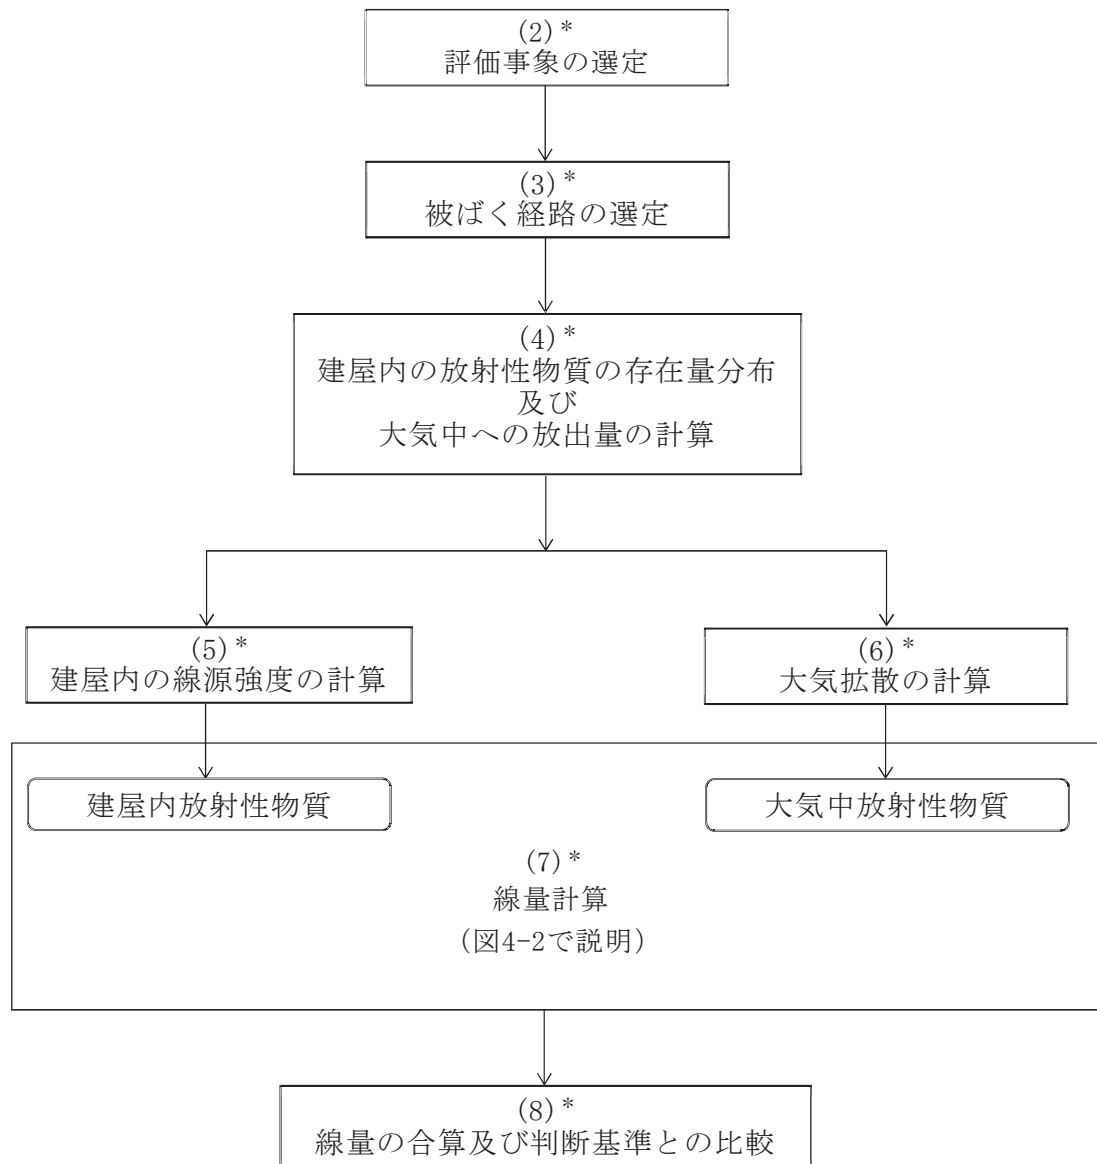 (2)*
評価事象の選定
(3)*
被ばく経路の選定
(4)*
建屋内の放射性物質の存在量分布
及び
大気中への放出量の計算
(5)*
建屋内の線源強度の計算
(6)*
大気拡散の計算
建屋内放射性物質
大気中放射性物質
(7)*
線量計算
(図4-2で説明)
(8)*
線量の合算及び判断基準との比較